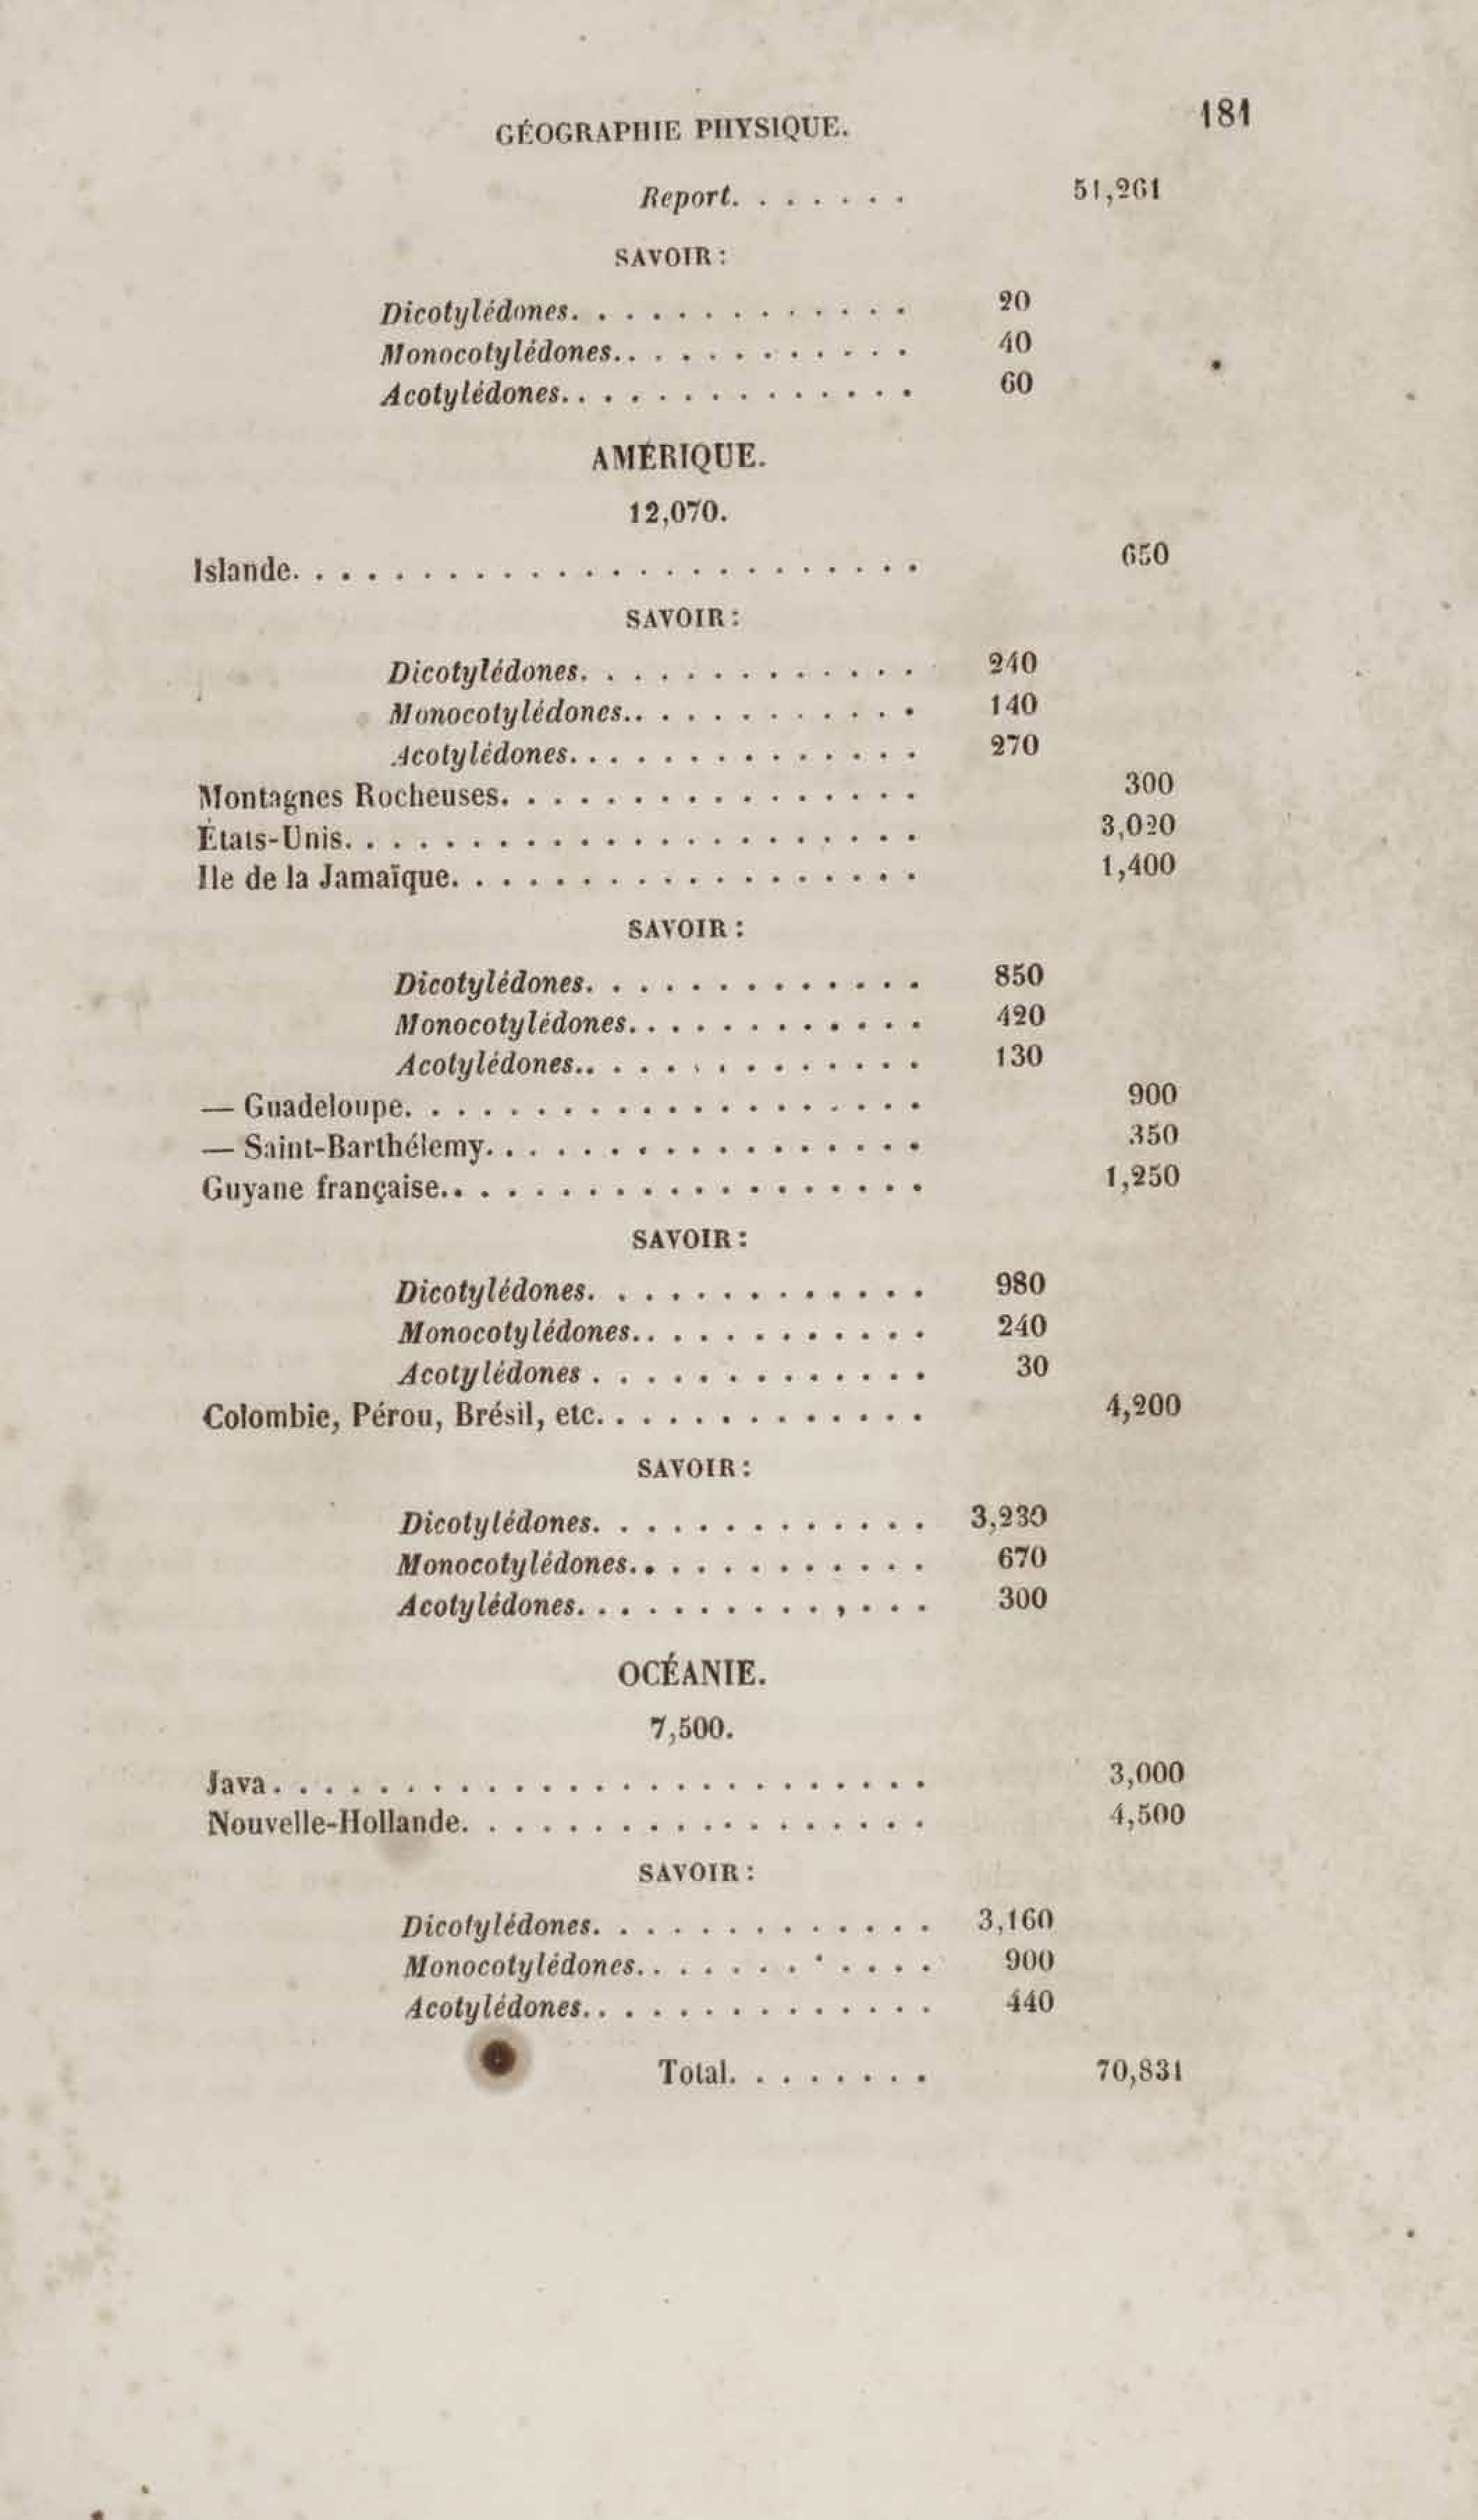 GÉOGRAPHIE PHYSIQUE. 181
Report. . . . . . . 51,261
SAVOIR :
Dicotylédones. . . . . . . . . . . . . 20
Monocotylédones. . . . . . . . . . . . 40
Acotylédones. . . . . . . . . . . . . . 60
AMÉRIQUE.
12,070.
Islande. . . . . . . . . . . . . . . . . . . . . . . . 650
SAVOIR :
Dicotylédones. . . . . . . . . . . . . 240
Monocotylédones. . . . . . . . . . . . 140
Acotylédones. . . . . . . . . . . . . . 270
Montagnes Rocheuses. . . . . . . . . . . . . . . . 300
États-Unis. . . . . . . . . . . . . . . . . . . . . . 3,020
Ile de la Jamaïque. . . . . . . . . . . . . . . . . . 1,400
SAVOIR :
Dicotylédones. . . . . . . . . . . . . 850
Monocotylédones. . . . . . . . . . . . 420
Acotylédones. . . . . . . . . . . . . . 130
— Guadeloupe. . . . . . . . . . . . . . . . . . . . 900
— Saint-Barthélemy. . . . . . . . . . . . . . . . . 350
Guyane française. . . . . . . . . . . . . . . . . . . 1,250
SAVOIR :
Dicotylédones. . . . . . . . . . . . . 980
Monocotylédones. . . . . . . . . . . . 240
Acotylédones . . . . . . . . . . . . . 30
Colombie, Pérou, Brésil, etc. . . . . . . . . . . . . 4,200
SAVOIR :
Dicotylédones. . . . . . . . . . . . . 3,230
Monocotylédones. . . . . . . . . . . . 670
Acotylédones. . . . . . . . . . , . . . 300
OCÉANIE.
7,500.
Java. . . . . . . . . . . . . . . . . . . . . . . . . 3,000
Nouvelle-Hollande. . . . . . . . . . . . . . . . . . 4,500
SAVOIR :
Dicotylédones. . . . . . . . . . . . . 3,160
Monocotylédones. . . . . . . . . . . . 900
Acotylédones. . . . . . . . . . . . . . 440
Total. . . . . . . . 70,831